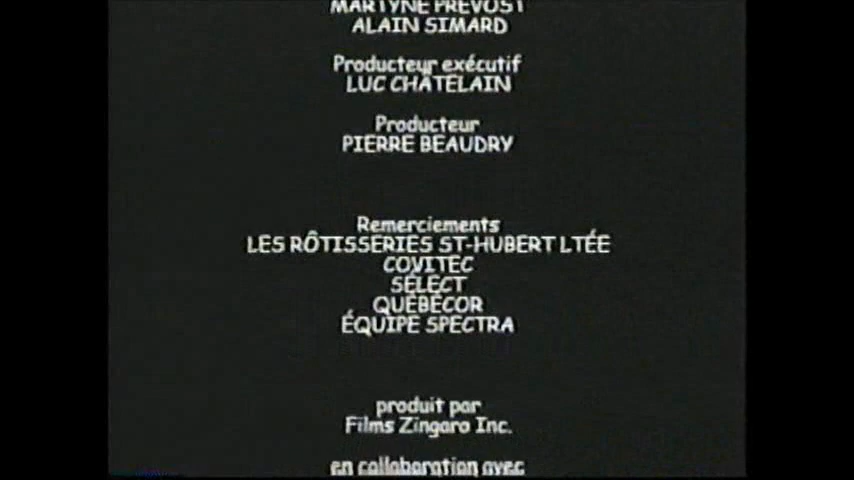 MARTYNE PRÉVOST
ALAIN SIMARD
Producteur exécutif
LUC CHÂTELAIN
Producteur
PIERRE BEAUDRY
Remerciements
LES RÔTISSERIES ST-HUBERT LTÉE
COVITEC
SÉLECT
QUÉBÉCOR
ÉQUIPE SPECTRA
produit par
Films Zingaro Inc.
en collaboration avec